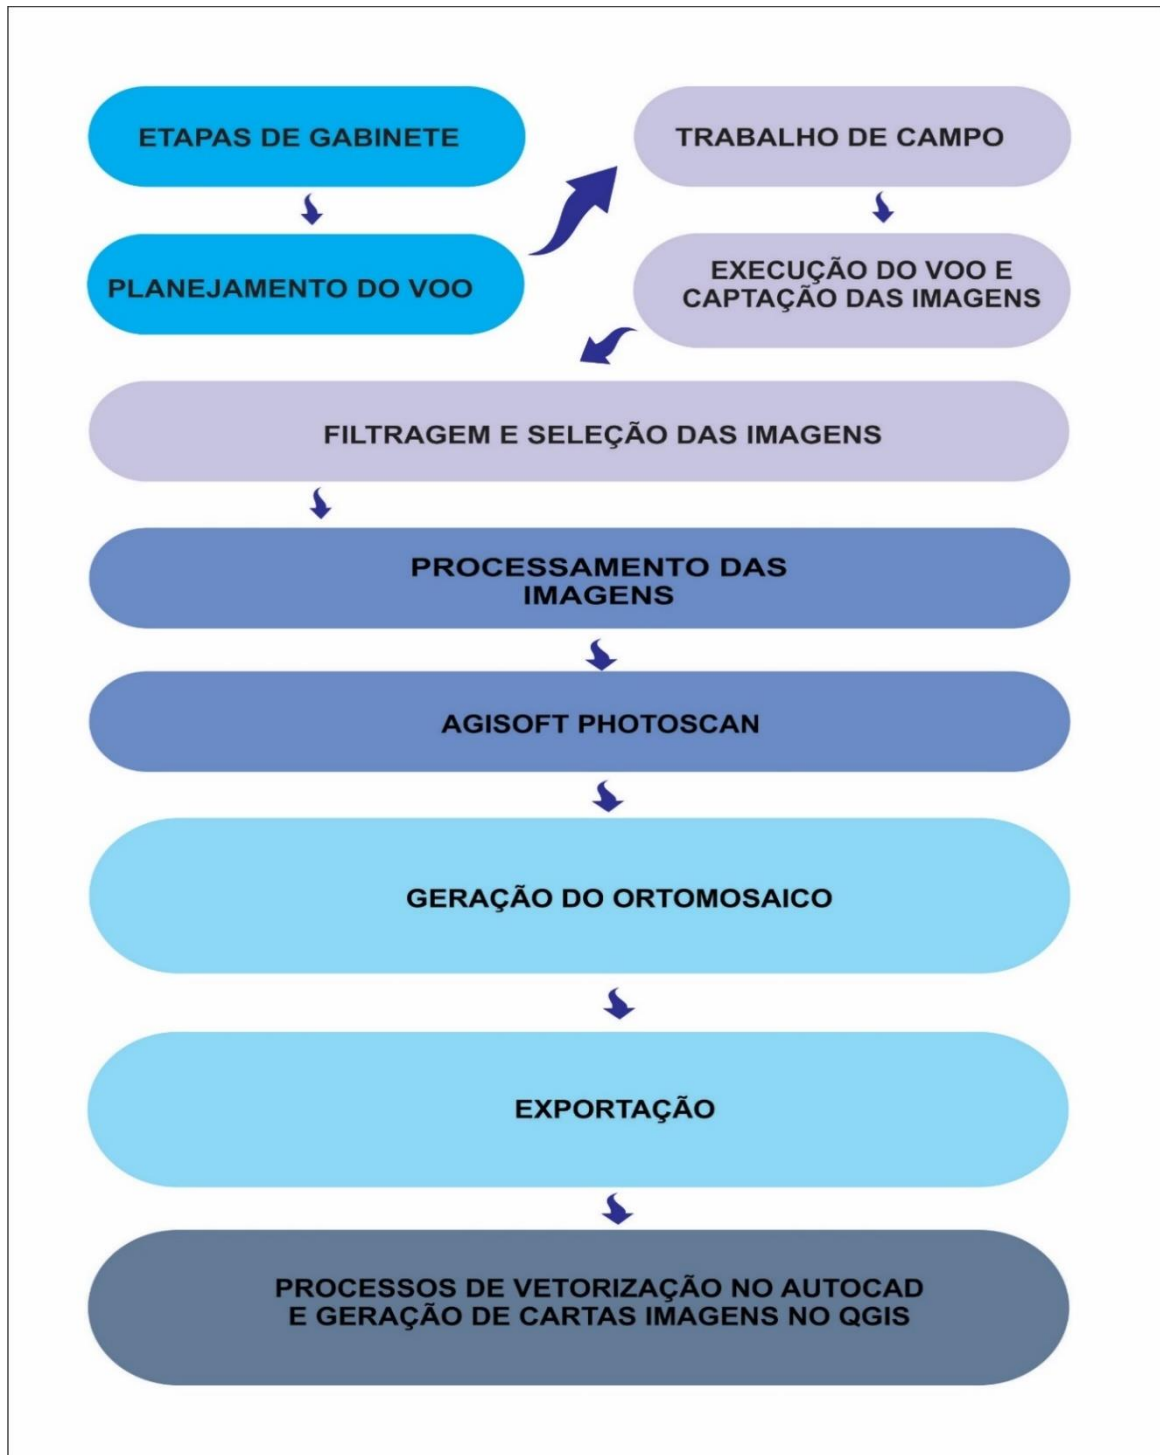 ETAPAS DE GABINETE
PLANEJAMENTO DO VOO
TRABALHO DE CAMPO
EXECUÇÃO DO VOO E
CAPTAÇÃO DAS IMAGENS
FILTRAGEM E SELEÇÃO DAS IMAGENS
PROCESSAMENTO DAS
IMAGENS
AGISOFT PHOTOSCAN
GERAÇÃO DO ORTOMOSAICO
EXPORTAÇÃO
PROCESSOS DE VETORIZAÇÃO NO AUTOCAD
E GERAÇÃO DE CARTAS IMAGENS NO QGIS